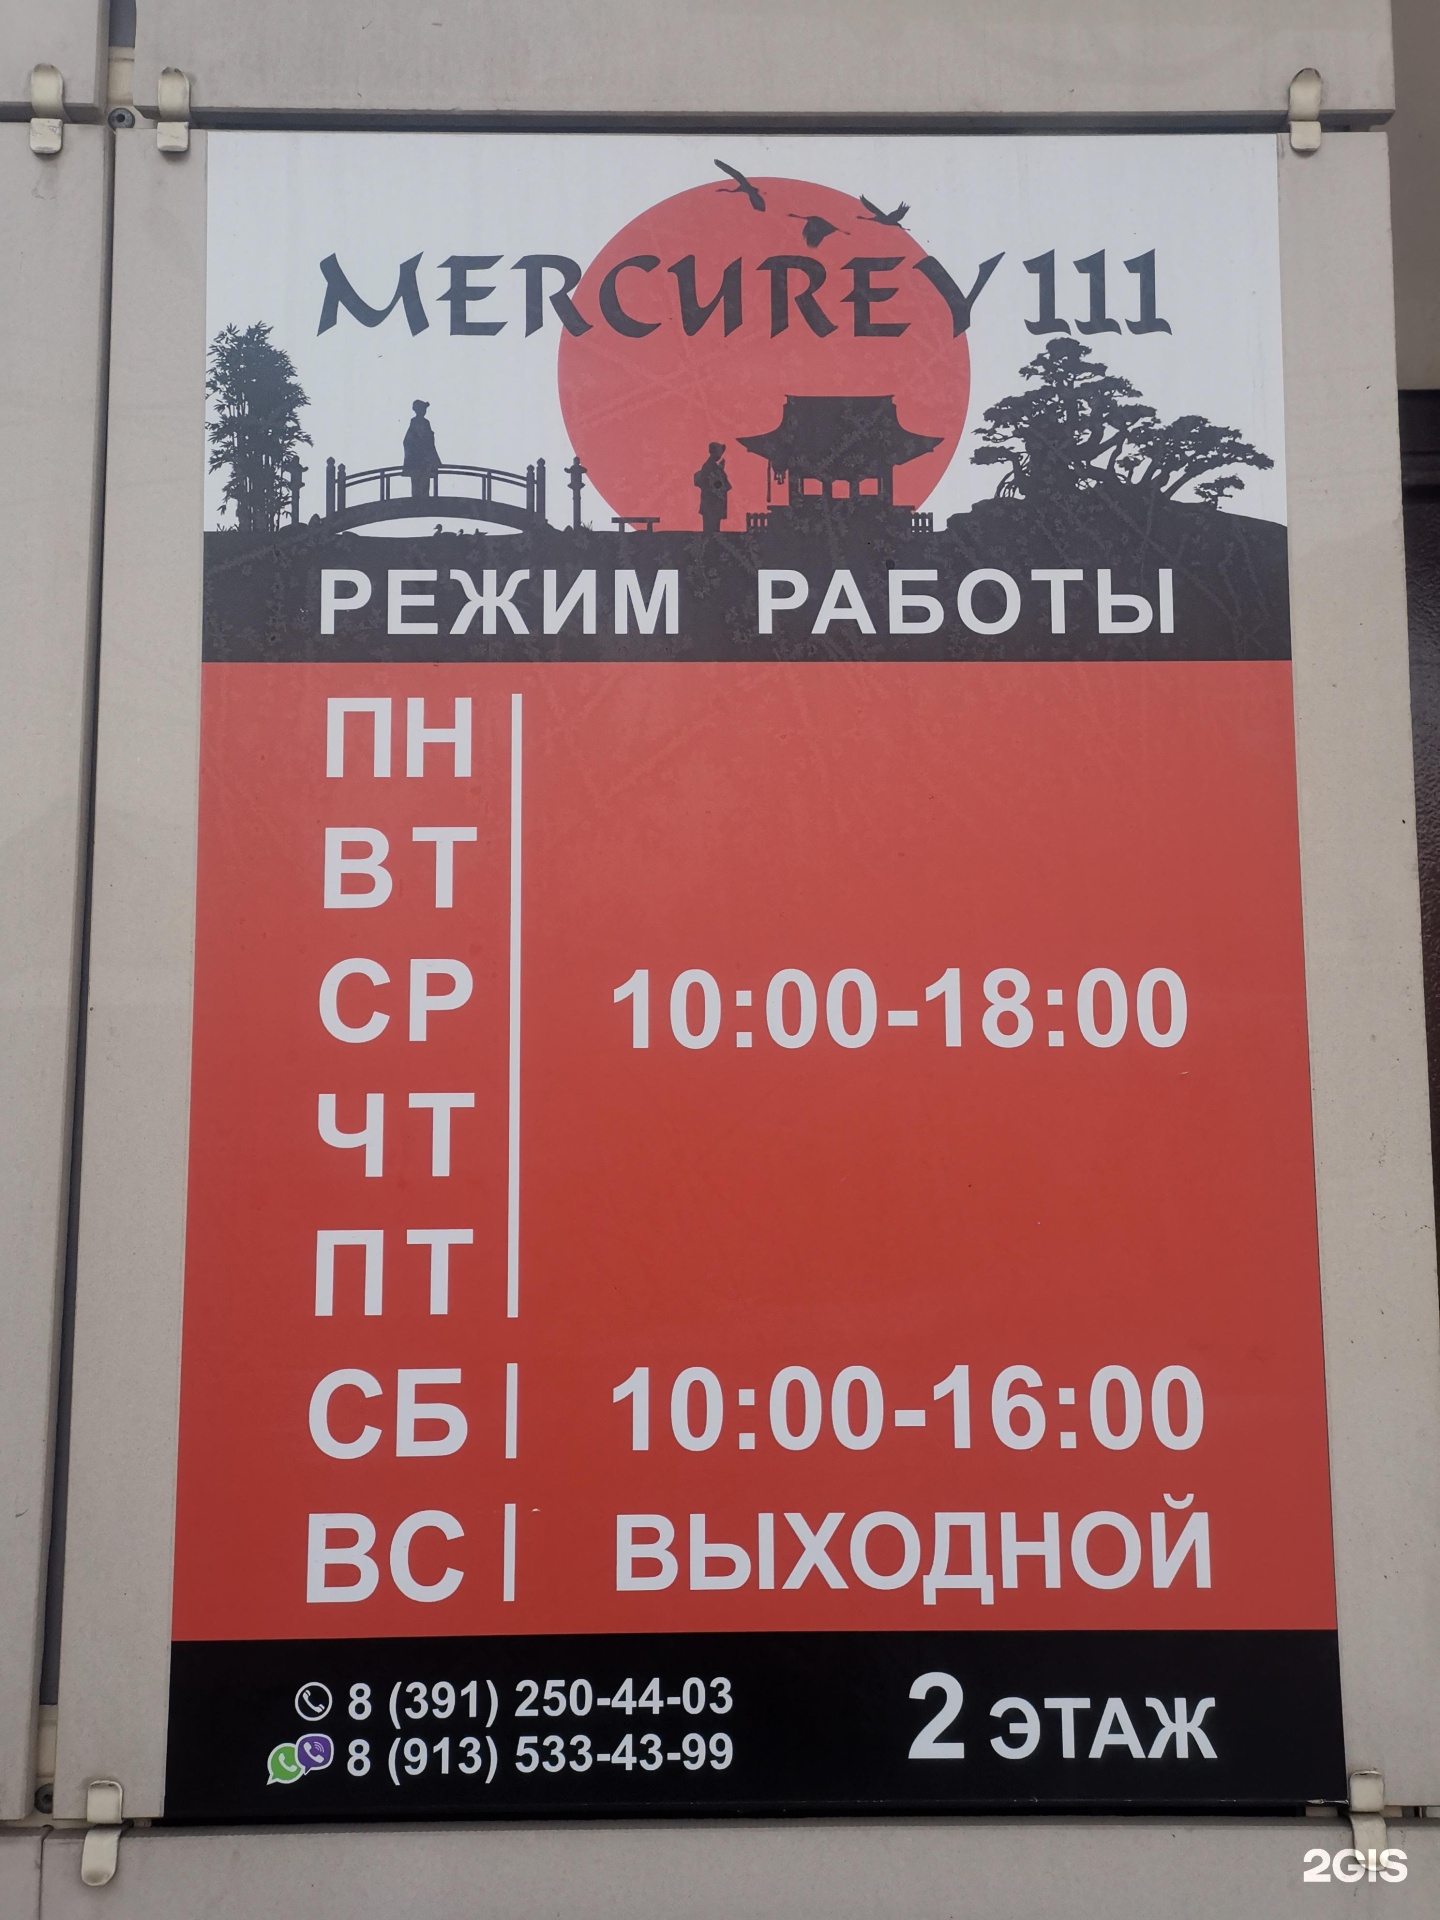 MERCUREY 111
РЕЖИМ РАБОТЫ
ПН
ВТ
СР 10:00-18:00
ЧТ
ПТ
СБ 10:00-16:00
ВС ВЫХОДНОЙ
8 (391) 250-44-03
8 (913) 533-43-99
2 ЭТАЖ
2GIS